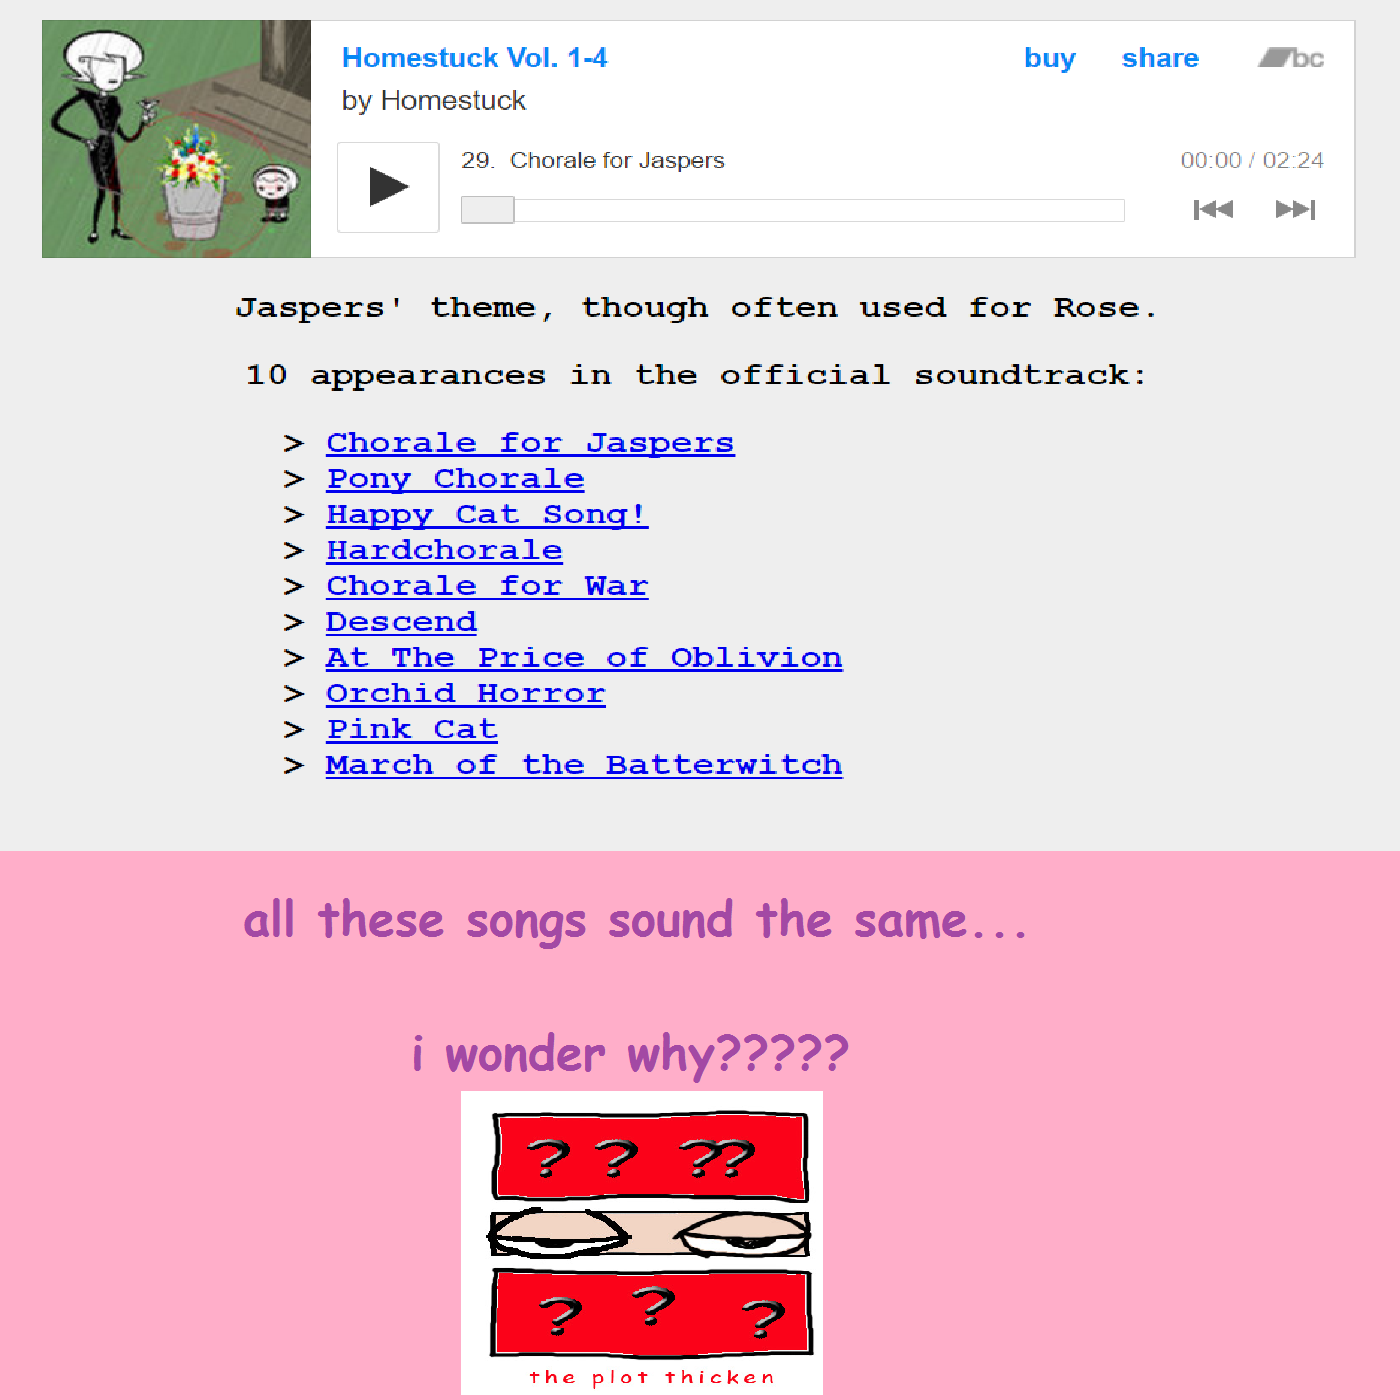 Homestuck Vol. 1-4
buy share bc
by Homestuck
29. Chorale for Jaspers
00:00 / 02:24
Jaspers' theme, though often used for Rose.
10 appearances in the official soundtrack:
> Chorale for Jaspers
> Pony Chorale
> Happy Cat Song!
> Hardchorale
> Chorale for War
> Descend
> At The Price of Oblivion
> Orchid Horror
> Pink Cat
> March of the Batterwitch
all these songs sound the same...
i wonder why?????
? ? ??
? ? ?
the plot thicken